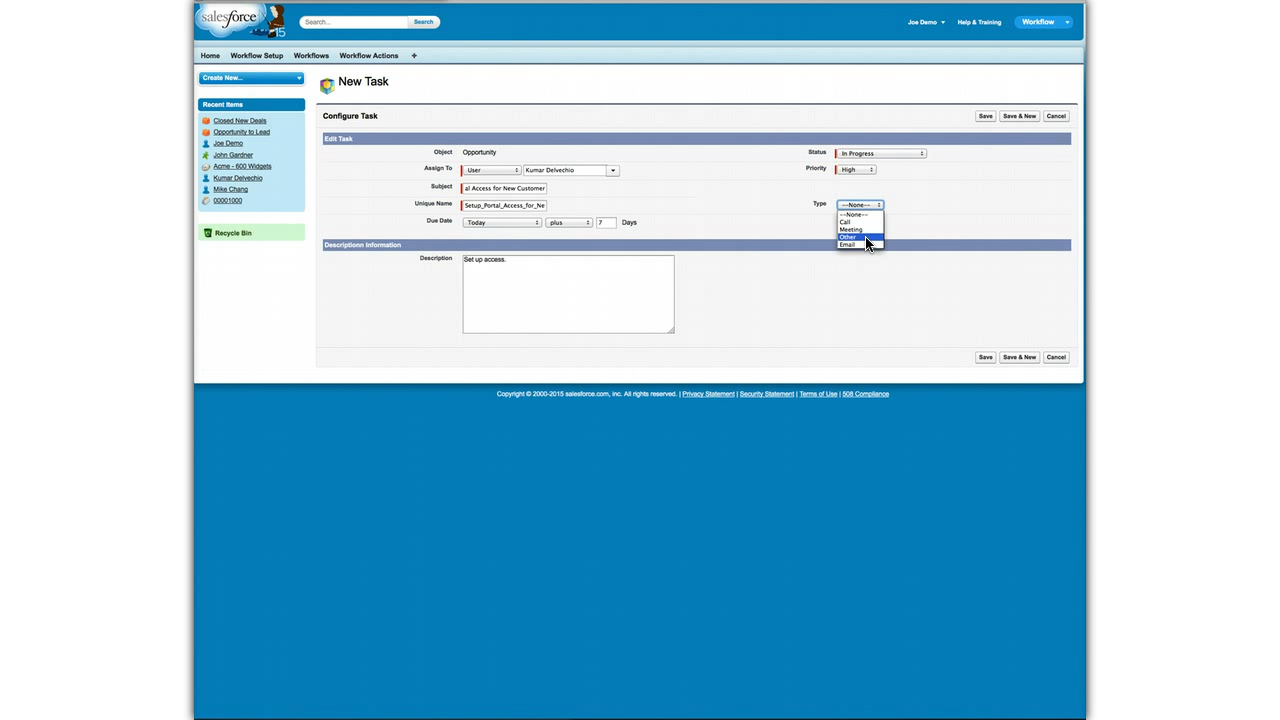 salesforce
15
Search...
Search
Joe Demo
Help & Training
Workflow
Home
Workflow Setup
Workflows
Workflow Actions
+
Create New...
Recent Items
Closed New Deals
Opportunity to Lead
Joe Demo
John Gardner
Acme - 600 Widgets
Kumar Delvechio
Mike Chang
00001000
Recycle Bin
New Task
Configure Task
Save
Save & New
Cancel
Edit Task
Object
Opportunity
Status
In Progress
Assign To
User
Kumar Delvechio
Priority
High
Subject
al Access for New Customer
Unique Name
Setup_Portal_Access_for_Ne
Type
--None--
--None--
Call
Meeting
Other
Email
Due Date
Today
plus
7
Days
Descriptionn Information
Description
Set up access.
Save
Save & New
Cancel
Copyright © 2000-2015 salesforce.com, inc. All rights reserved. | Privacy Statement | Security Statement | Terms of Use | 508 Compliance